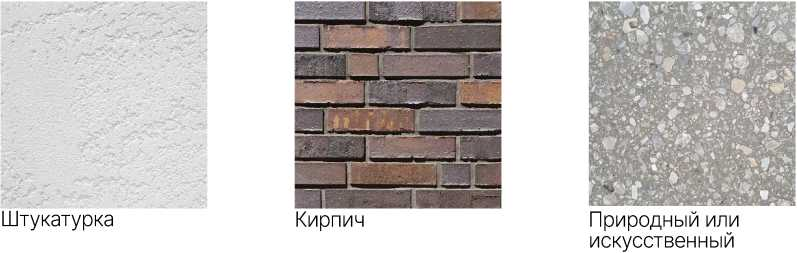 Штукатурка
Кирпич
Природный или
искусственный